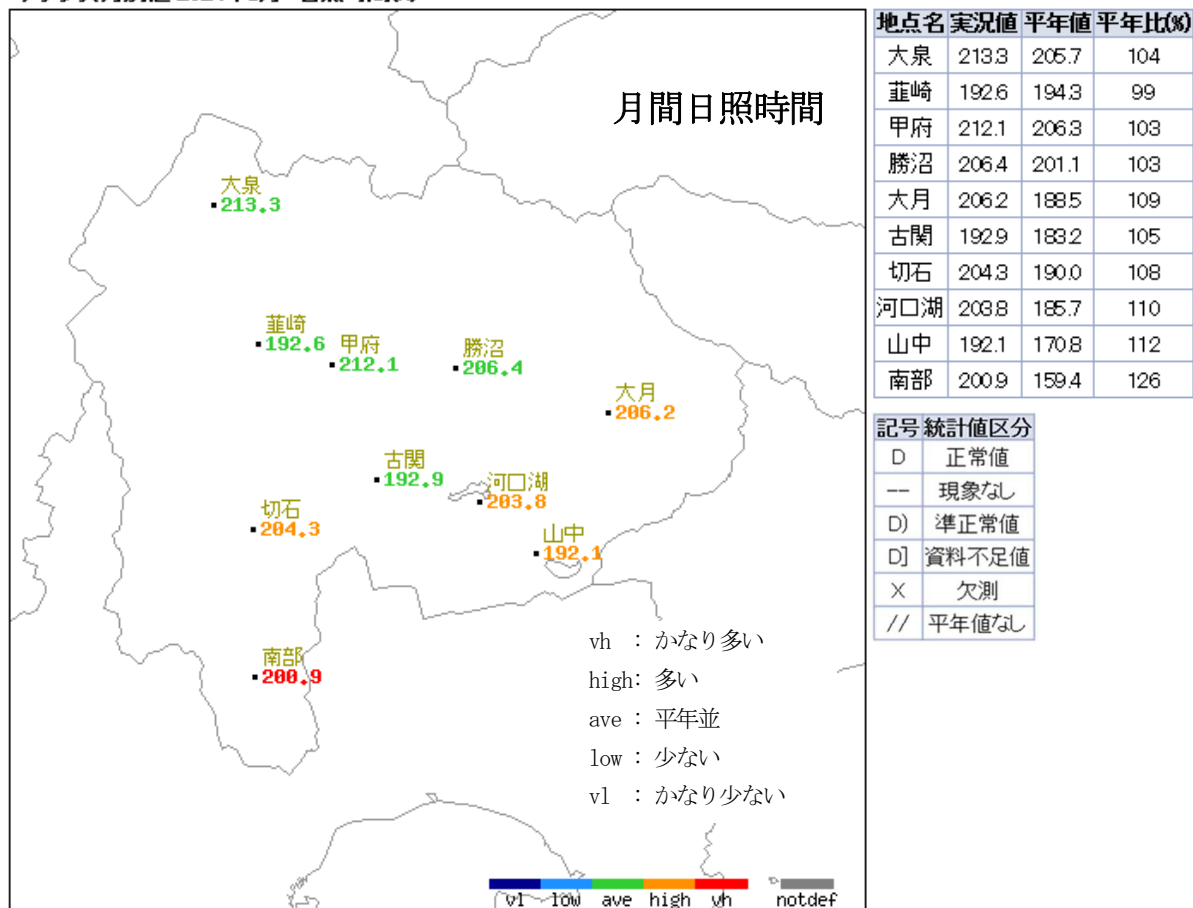 月間日照時間
大泉
213.3
韮崎
192.6
甲府
212.1
勝沼
206.4
大月
206.2
古関
192.9
河口湖
203.8
切石
204.3
山中
192.1
南部
200.9
vh : かなり多い
high: 多い
ave : 平年並
low : 少ない
vl : かなり少ない
vl low ave high vh notdef
地点名 実況値 平年値 平年比(%)
大泉 213.3 205.7 104
韮崎 192.6 194.3 99
甲府 212.1 206.3 103
勝沼 206.4 201.1 103
大月 206.2 188.5 109
古関 192.9 183.2 105
切石 204.3 190.0 108
河口湖 203.8 185.7 110
山中 192.1 170.8 112
南部 200.9 159.4 126
記号 統計値区分
D 正常値
-- 現象なし
D) 準正常値
D] 資料不足値
X 欠測
// 平年値なし